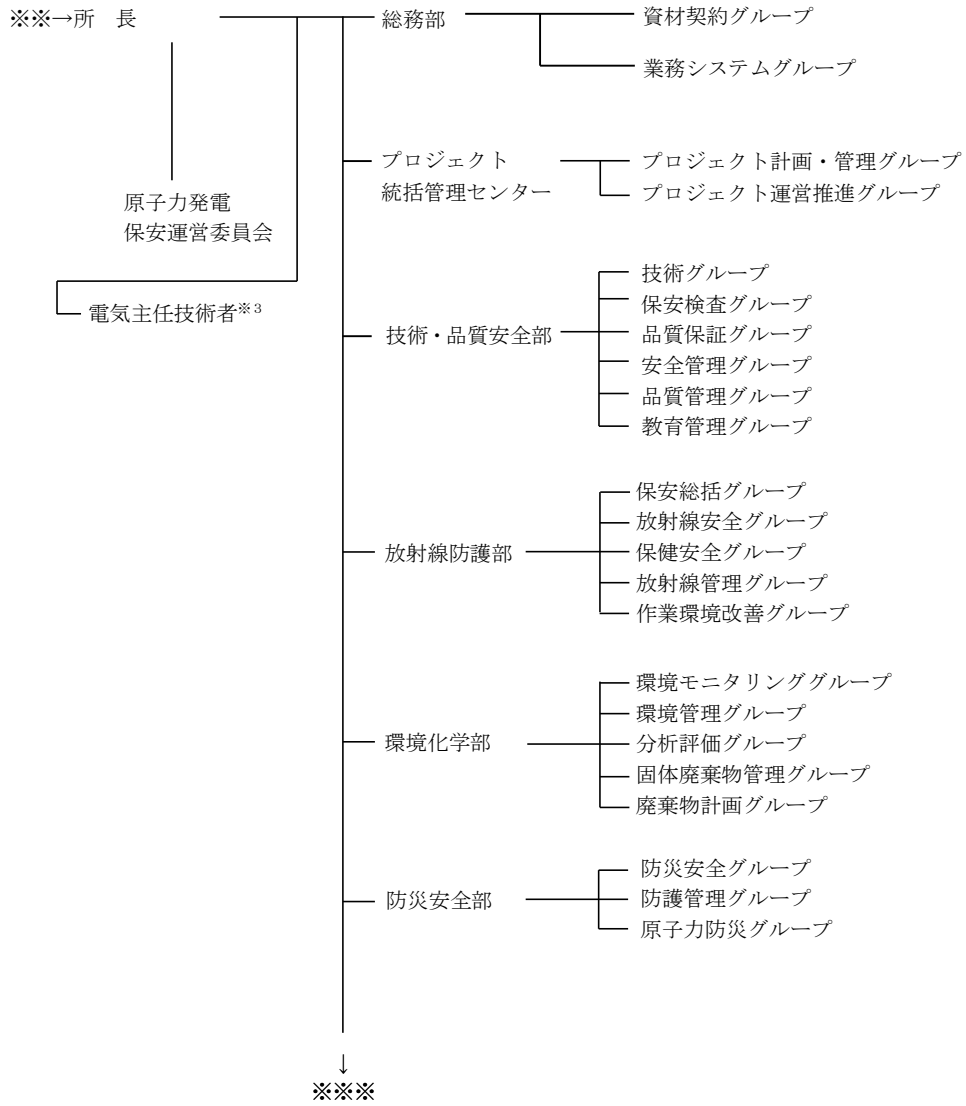 ※※→所　長
総務部
資材契約グループ
業務システムグループ
プロジェクト
統括管理センター
プロジェクト計画・管理グループ
プロジェクト運営推進グループ
原子力発電
保安運営委員会
電気主任技術者※3
技術・品質安全部
技術グループ
保安検査グループ
品質保証グループ
安全管理グループ
品質管理グループ
教育管理グループ
放射線防護部
保安総括グループ
放射線安全グループ
保健安全グループ
放射線管理グループ
作業環境改善グループ
環境化学部
環境モニタリンググループ
環境管理グループ
分析評価グループ
固体廃棄物管理グループ
廃棄物計画グループ
防災安全部
防災安全グループ
防護管理グループ
原子力防災グループ
↓
※※※